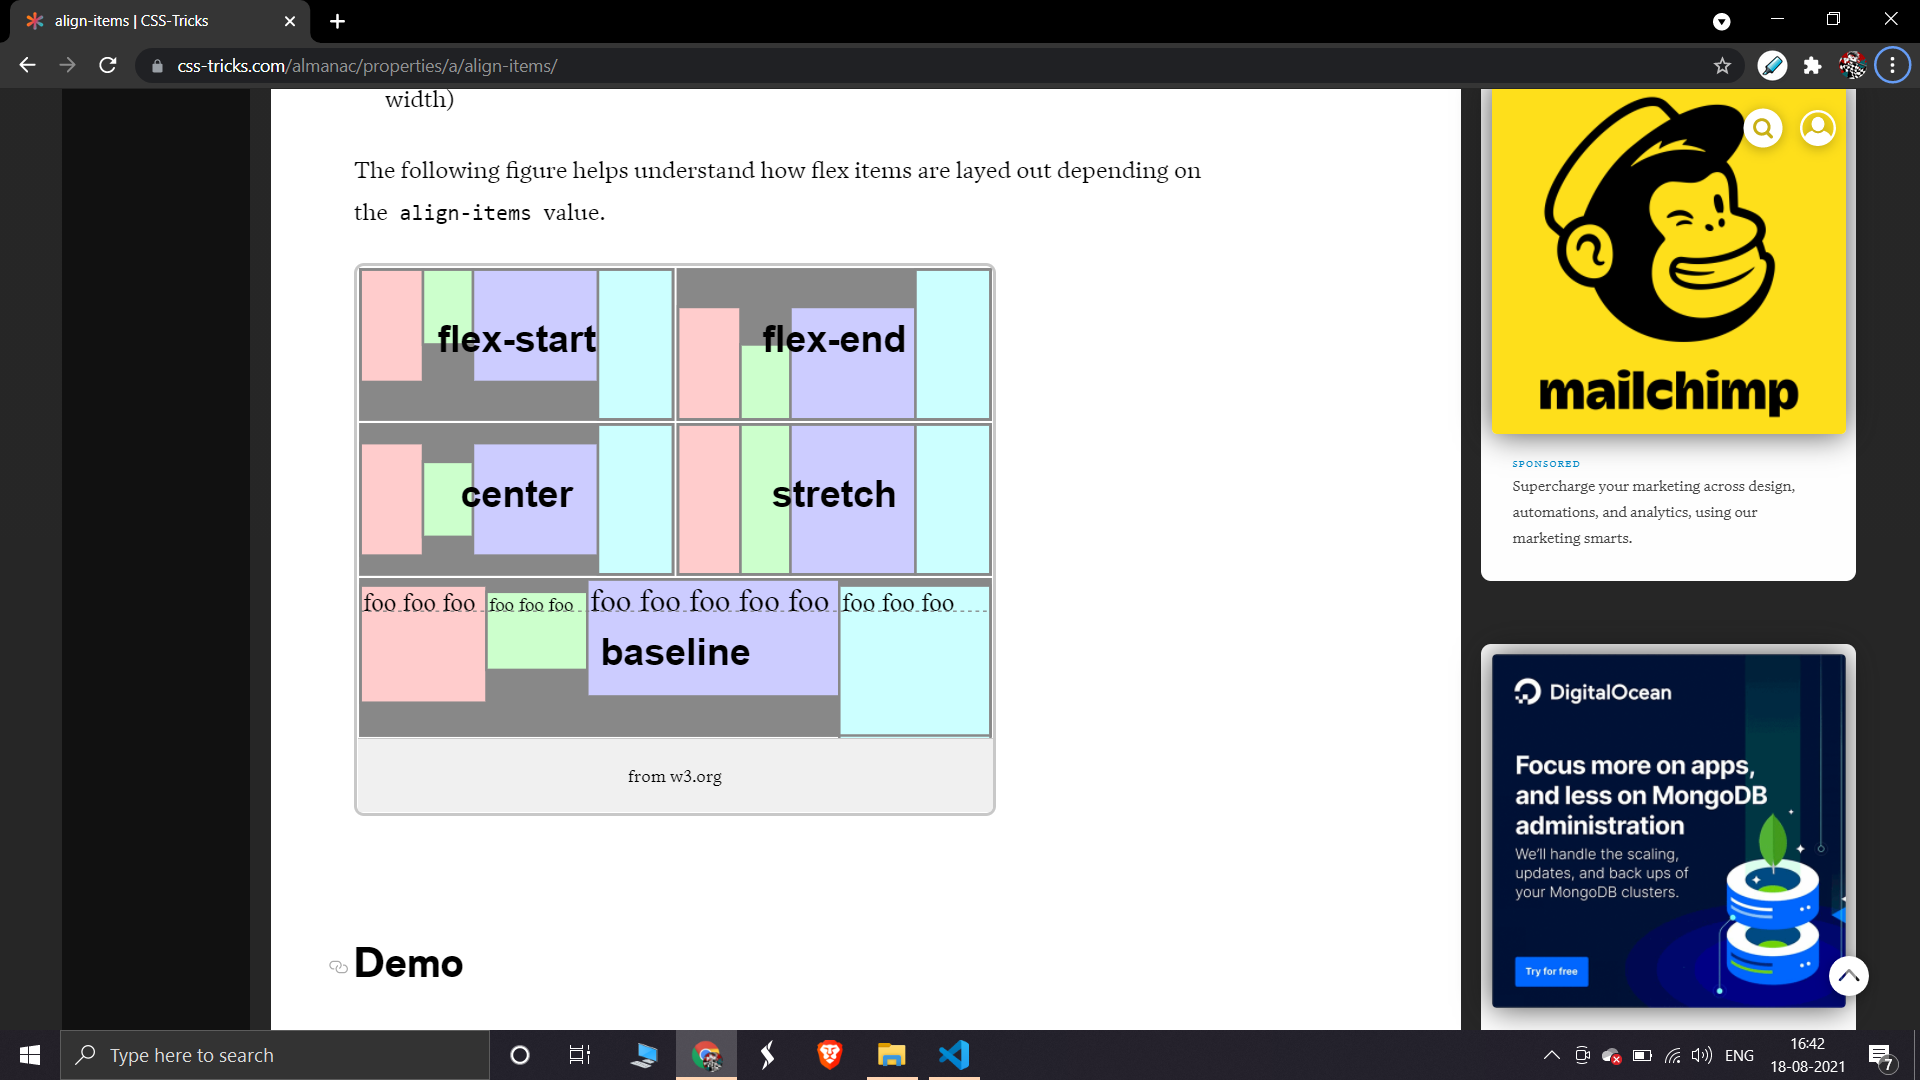 align-items | CSS-Tricks
css-tricks.com/almanac/properties/a/align-items/
width)
The following figure helps understand how flex items are layed out depending on
the align-items value.
flex-start
flex-end
center
stretch
foo foo foo
foo foo foo
foo foo foo foo foo
foo foo foo
baseline
from w3.org
Demo
mailchimp
SPONSORED
Supercharge your marketing across design,
automations, and analytics, using our
marketing smarts.
DigitalOcean
Focus more on apps,
and less on MongoDB
administration
We'll handle the scaling,
updates, and back ups of
your MongoDB clusters.
Try for free
Type here to search
ENG
16:42
18-08-2021
7